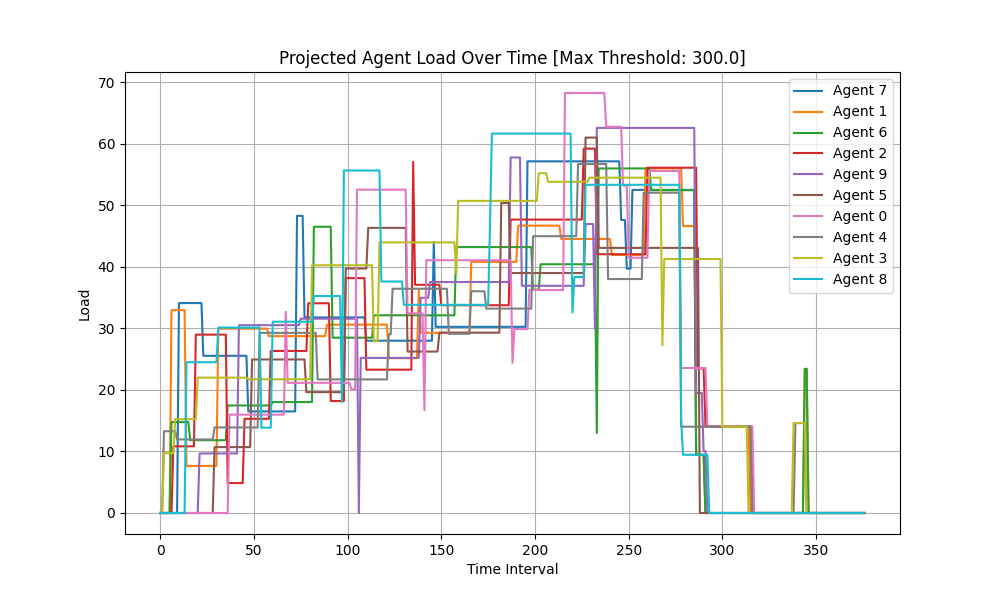 Projected Agent Load Over Time [Max Threshold: 300.0]
70
60
50
40
30
20
10
0
Load
0 50 100 150 200 250 300 350
Time Interval
Agent 7
Agent 1
Agent 6
Agent 2
Agent 9
Agent 5
Agent 0
Agent 4
Agent 3
Agent 8